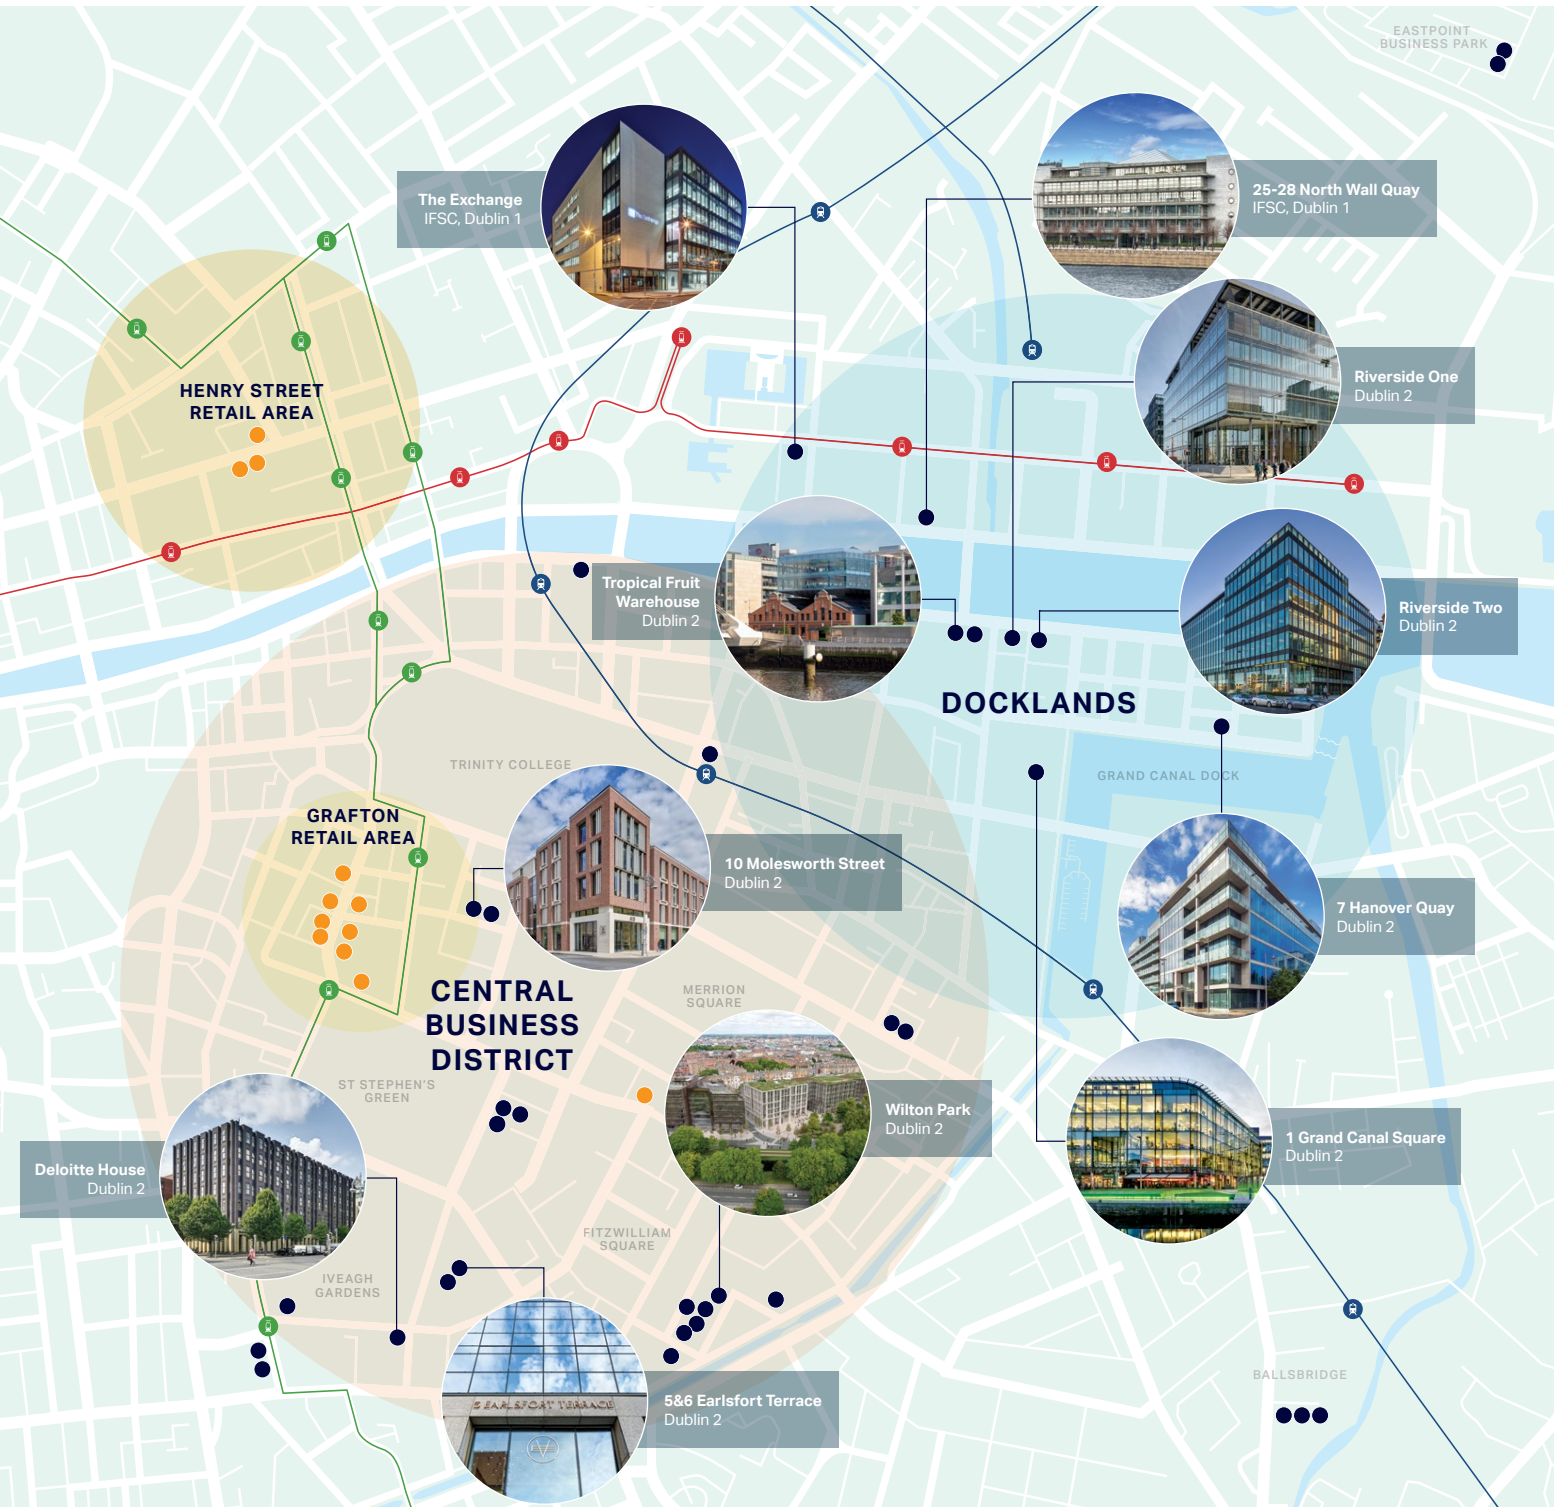 EASTPOINT
BUSINESS PARK
The Exchange
IFSC, Dublin 1
25-28 North Wall Quay
IFSC, Dublin 1
Riverside One
Dublin 2
HENRY STREET
RETAIL AREA
Tropical Fruit
Warehouse
Dublin 2
Riverside Two
Dublin 2
DOCKLANDS
TRINITY COLLEGE
GRAND CANAL DOCK
GRAFTON
RETAIL AREA
10 Molesworth Street
Dublin 2
7 Hanover Quay
Dublin 2
CENTRAL
BUSINESS
DISTRICT
MERRION
SQUARE
ST STEPHEN'S
GREEN
Wilton Park
Dublin 2
1 Grand Canal Square
Dublin 2
Deloitte House
Dublin 2
FITZWILLIAM
SQUARE
IVEAGH
GARDENS
BALLSBRIDGE
5 EARLSFORT TERRACE
5&6 Earlsfort Terrace
Dublin 2